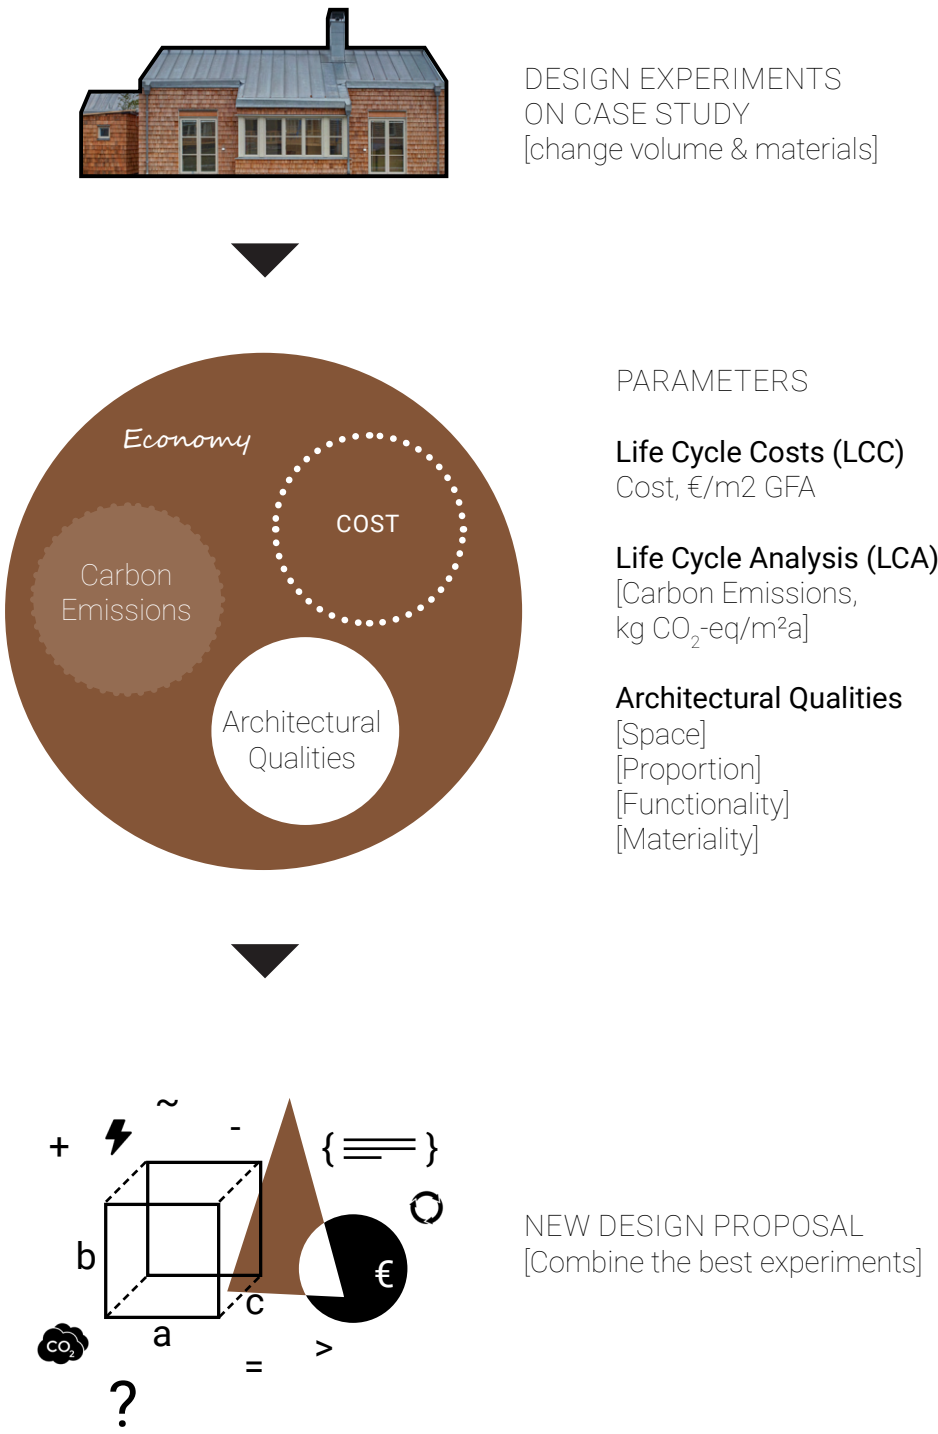 DESIGN EXPERIMENTS
ON CASE STUDY
[change volume & materials]
Economy
COST
Carbon
Emissions
Architectural
Qualities
PARAMETERS
Life Cycle Costs (LCC)
Cost, €/m2 GFA
Life Cycle Analysis (LCA)
[Carbon Emissions,
kg CO₂-eq/m²a]
Architectural Qualities
[Space]
[Proportion]
[Functionality]
[Materiality]
~
+
-
{ }
b
€
c
a
CO₂
=
>
?
NEW DESIGN PROPOSAL
[Combine the best experiments]